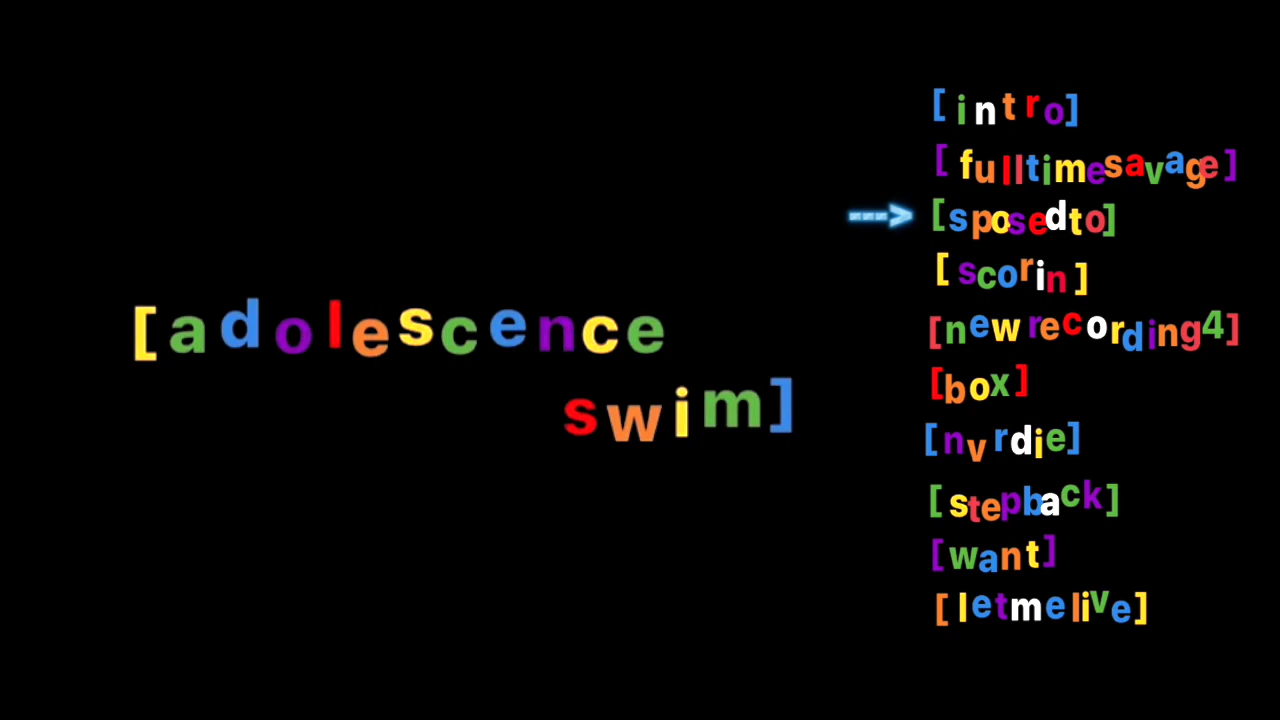 [adolescence
swim]
[intro]
[fulltimesavage]
---> [sposedto]
[scorin]
[newrecording4]
[box]
[nvrdie]
[stepback]
[want]
[letmelive]